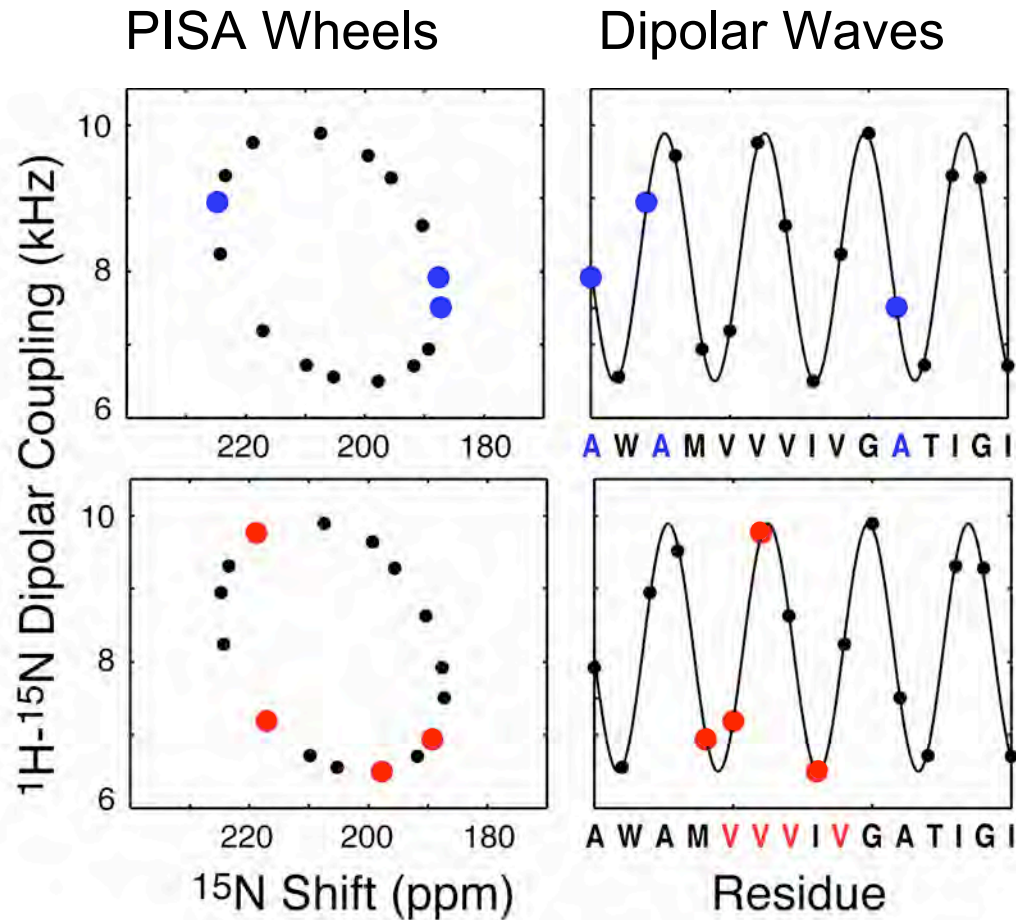 PISA Wheels
Dipolar Waves
1H-15N Dipolar Coupling (kHz)
10
8
6
220 200 180
A W A M V V V I V G A T I G I
10
8
6
220 200 180
A W A M V V V I V G A T I G I
15N Shift (ppm)
Residue